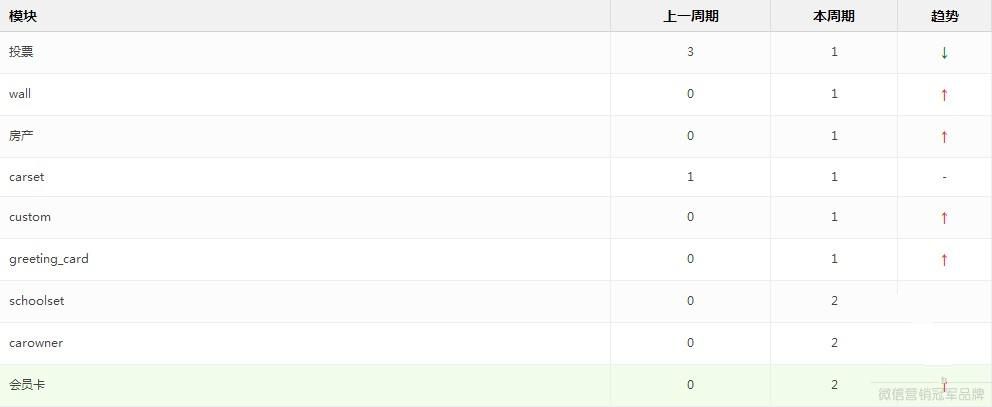 模块 上一周期 本周期 趋势
投票 3 1 ↓
wall 0 1 ↑
房产 0 1 ↑
carset 1 1 -
custom 0 1 ↑
greeting_card 0 1 ↑
schoolset 0 2
carowner 0 2
会员卡 0 2 ↑
微信营销冠军品牌